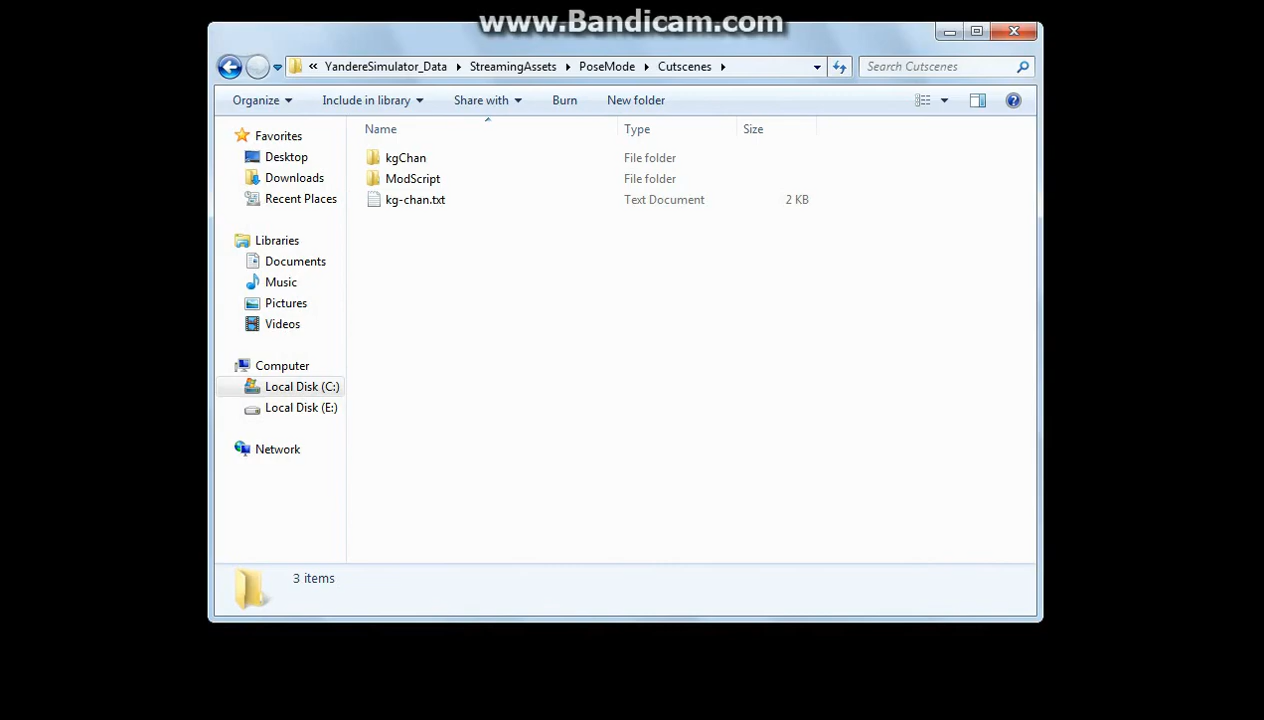 www.Bandicam.com
« YandereSimulator_Data StreamingAssets PoseMode Cutscenes Search Cutscenes
Organize Include in library Share with Burn New folder
Name Type Size
Favorites
Desktop
Downloads
Recent Places
Libraries
Documents
Music
Pictures
Videos
Computer
Local Disk (C:)
Local Disk (E:)
Network
kgChan File folder
ModScript File folder
kg-chan.txt Text Document 2 KB
3 items